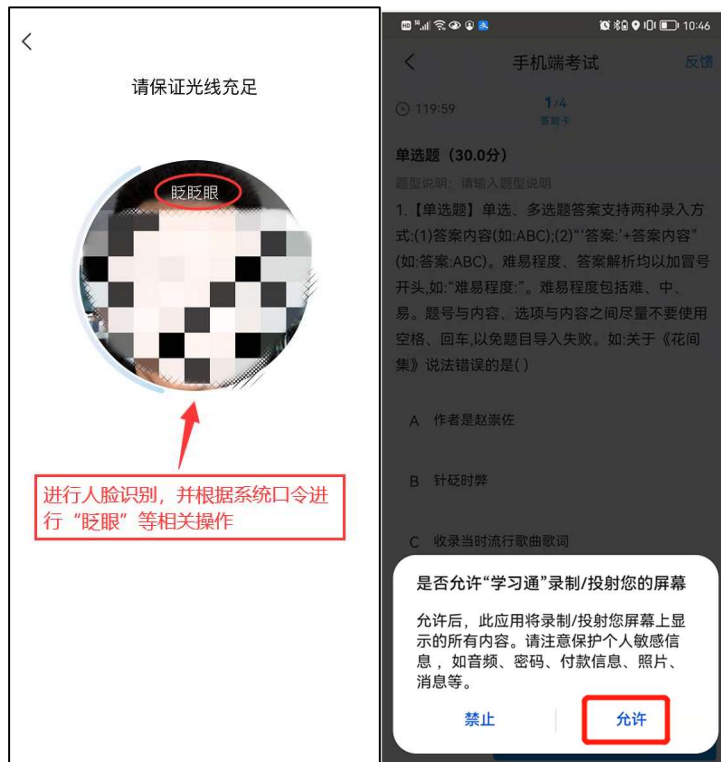 请保证光线充足
眨眨眼
进行人脸识别，并根据系统口令进
行“眨眼”等相关操作
10:46
手机端考试
反馈
119:59
1/4
答题卡
单选题（30.0分）
题型说明：请输入题型说明
1.【单选题】单选、多选题答案支持两种录入方
式:(1)答案内容(如:ABC);(2)“‘答案:’+答案内容”
(如:答案:ABC)。难易程度、答案解析均以加冒号
开头,如:“难易程度:”。难易程度包括难、中、
易。题号与内容、选项与内容之间尽量不要使用
空格、回车,以免题目导入失败。如:关于《花间
集》说法错误的是( )
A 作者是赵崇佐
B 针砭时弊
C 收录当时流行歌曲歌词
是否允许“学习通”录制/投射您的屏幕
允许后，此应用将录制/投射您屏幕上显
示的所有内容。请注意保护个人敏感信
息，如音频、密码、付款信息、照片、
消息等。
禁止
允许